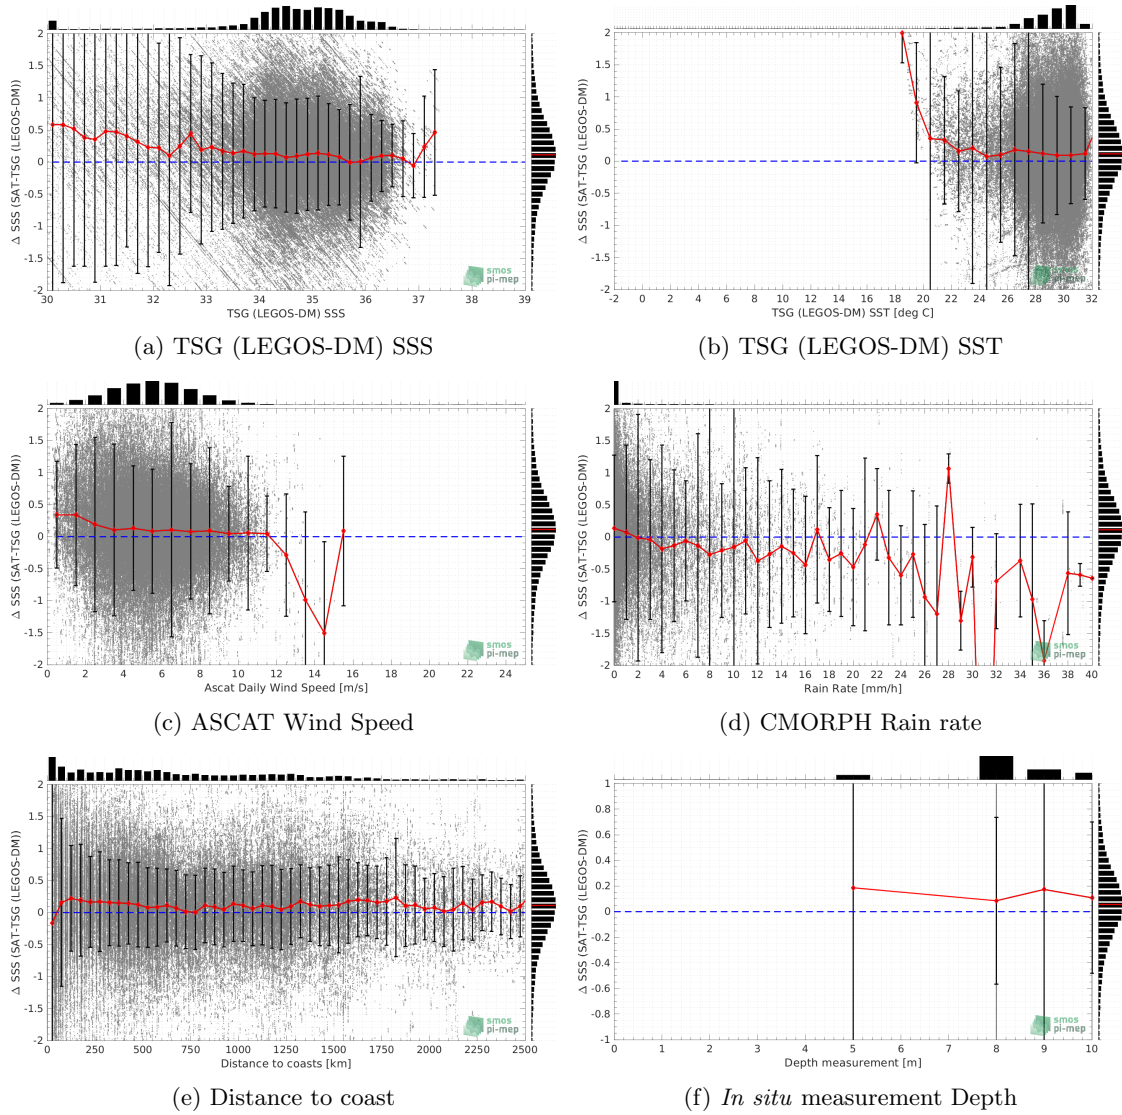 2
1.5
1
0.5
0
-0.5
-1
-1.5
-2
Δ SSS (SAT-TSG (LEGOS-DM))
30 31 32 33 34 35 36 37 38 39
TSG (LEGOS-DM) SSS
smos
pi-mep
(a) TSG (LEGOS-DM) SSS
2
1.5
1
0.5
0
-0.5
-1
-1.5
-2
Δ SSS (SAT-TSG (LEGOS-DM))
-2 0 2 4 6 8 10 12 14 16 18 20 22 24 26 28 30 32
TSG (LEGOS-DM) SST [deg C]
smos
pi-mep
(b) TSG (LEGOS-DM) SST
2
1.5
1
0.5
0
-0.5
-1
-1.5
-2
Δ SSS (SAT-TSG (LEGOS-DM))
0 2 4 6 8 10 12 14 16 18 20 22 24
Ascat Daily Wind Speed [m/s]
smos
pi-mep
(c) ASCAT Wind Speed
2
1.5
1
0.5
0
-0.5
-1
-1.5
-2
Δ SSS (SAT-TSG (LEGOS-DM))
0 2 4 6 8 10 12 14 16 18 20 22 24 26 28 30 32 34 36 38 40
Rain Rate [mm/h]
smos
pi-mep
(d) CMORPH Rain rate
2
1.5
1
0.5
0
-0.5
-1
-1.5
-2
Δ SSS (SAT-TSG (LEGOS-DM))
0 250 500 750 1000 1250 1500 1750 2000 2250 2500
Distance to coasts [km]
smos
pi-mep
(e) Distance to coast
1
0.8
0.6
0.4
0.2
0
-0.2
-0.4
-0.6
-0.8
-1
Δ SSS (SAT-TSG (LEGOS-DM))
0 1 2 3 4 5 6 7 8 9 10
Depth measurement [m]
smos
pi-mep
(f) In situ measurement Depth